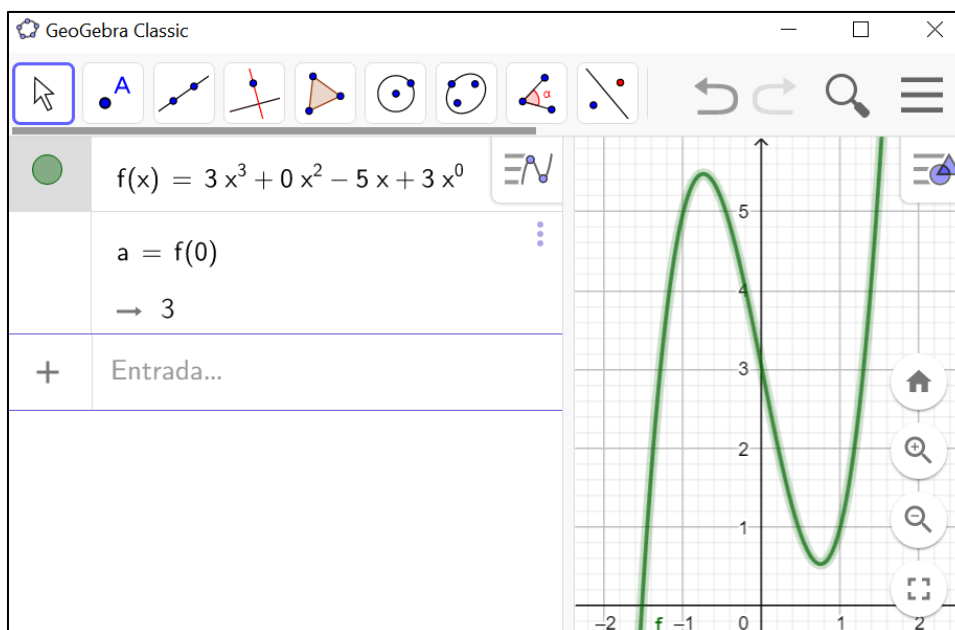 GeoGebra Classic
A
α
f(x) = 3 x³ + 0 x² − 5 x + 3 x⁰
a = f(0)
→ 3
+ Entrada...
5
4
3
2
1
−2 f −1 0 1 2